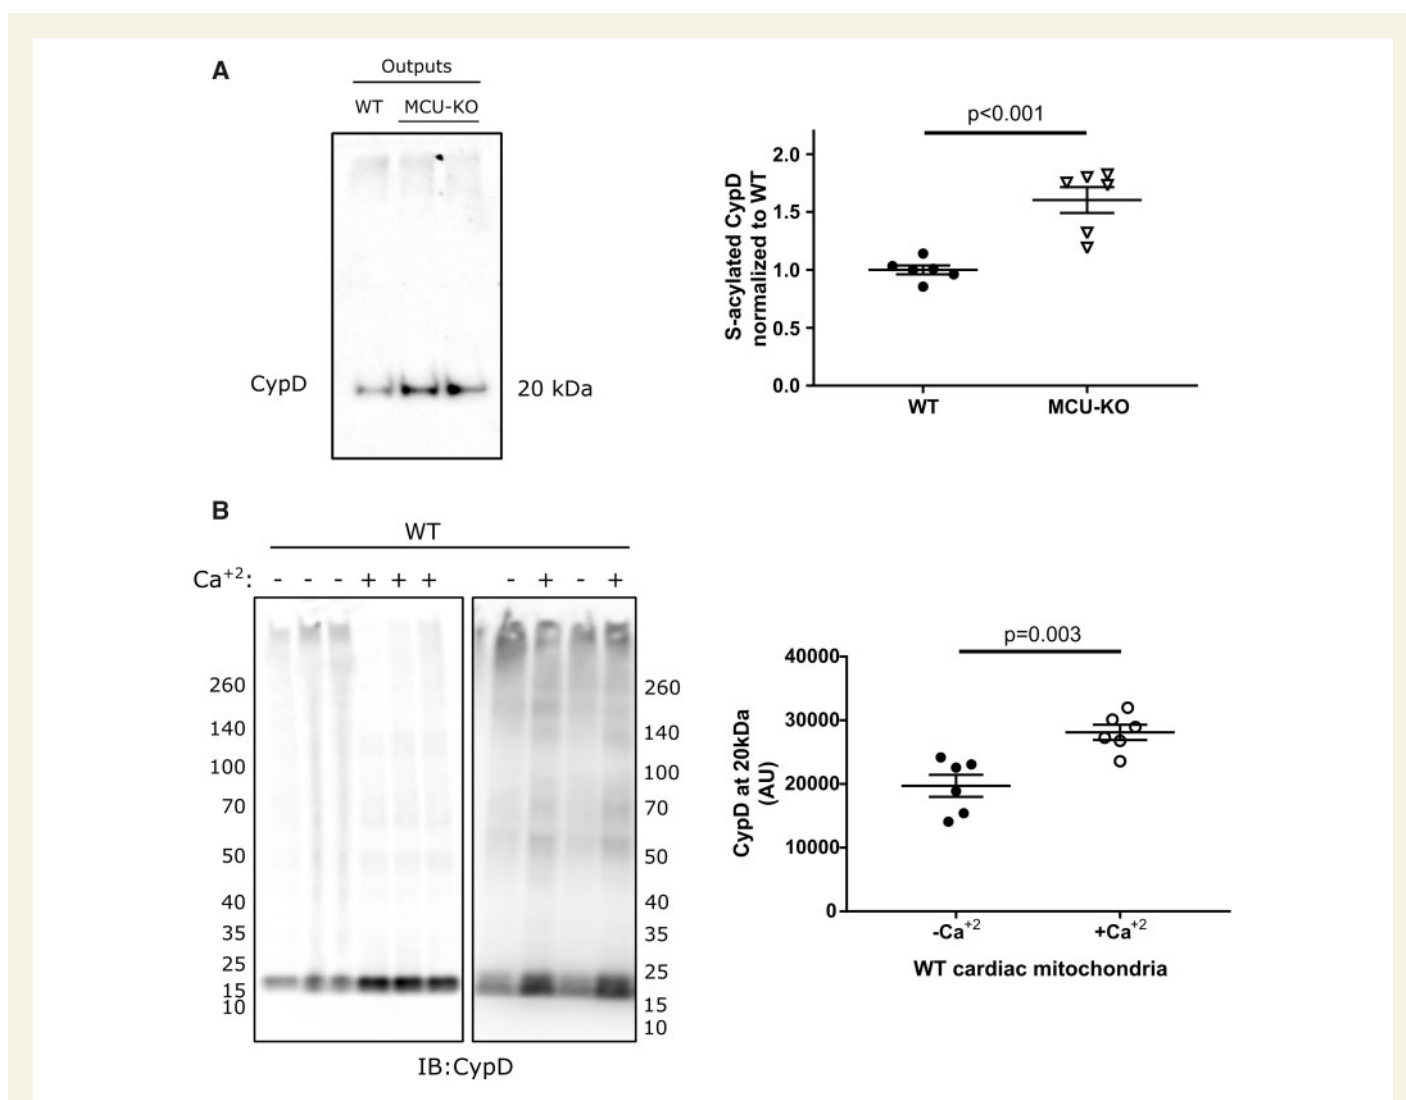 A
Outputs
WT MCU-KO
CypD
20 kDa
p<0.001
S-acylated CypD
normalized to WT
2.0
1.5
1.0
0.5
0.0
WT MCU-KO
B
WT
Ca+2: - - - + + + - + - +
260
140
100
70
50
40
35
25
15
10
260
140
100
70
50
40
35
25
15
10
IB:CypD
p=0.003
CypD at 20kDa
(AU)
40000
30000
20000
10000
0
-Ca+2 +Ca+2
WT cardiac mitochondria